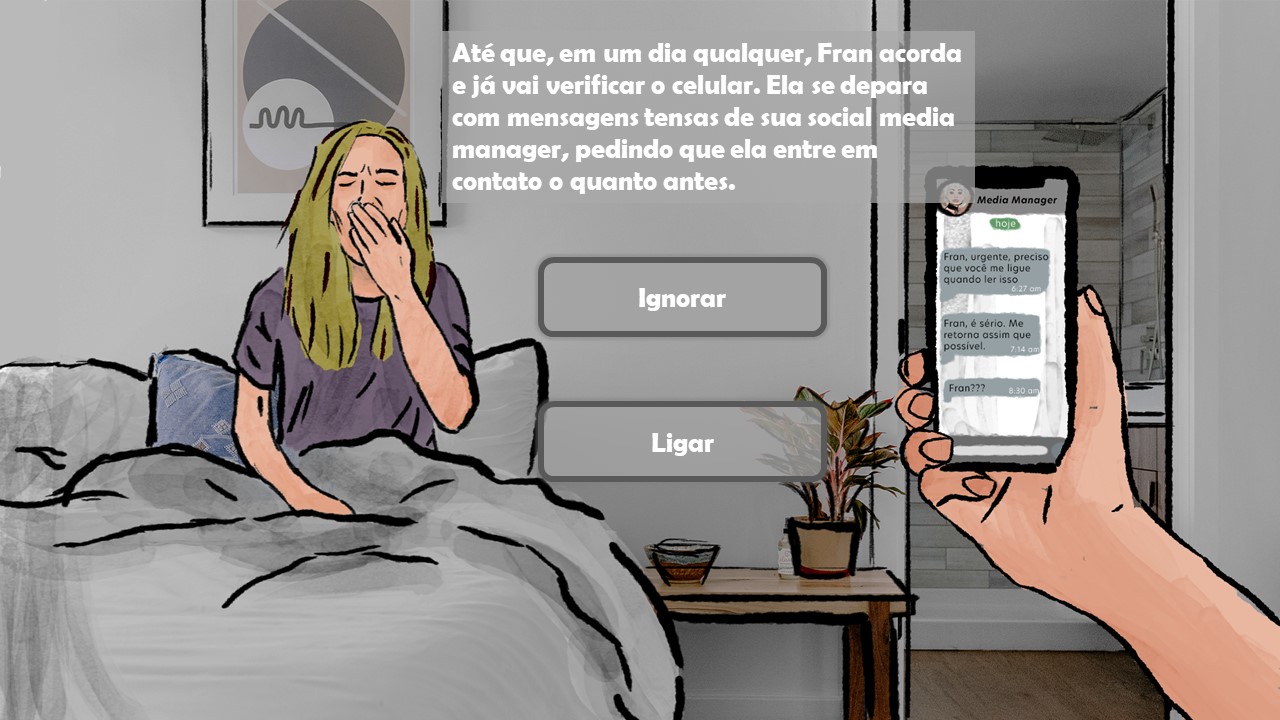 Até que, em um dia qualquer, Fran acorda
e já vai verificar o celular. Ela se depara
com mensagens tensas de sua social media
manager, pedindo que ela entre em
contato o quanto antes.
Ignorar
Ligar
Media Manager
hoje
Fran, urgente, preciso
que você me ligue
quando ler isso
6:27 am
Fran, é sério. Me
retorna assim que
possível.
7:14 am
Fran???
8:30 am